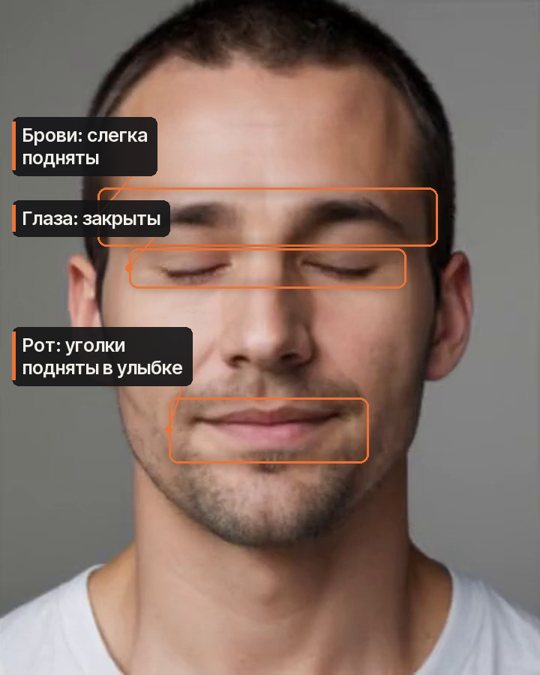 Брови: слегка
подняты
Глаза: закрыты
Рот: уголки
подняты в улыбке